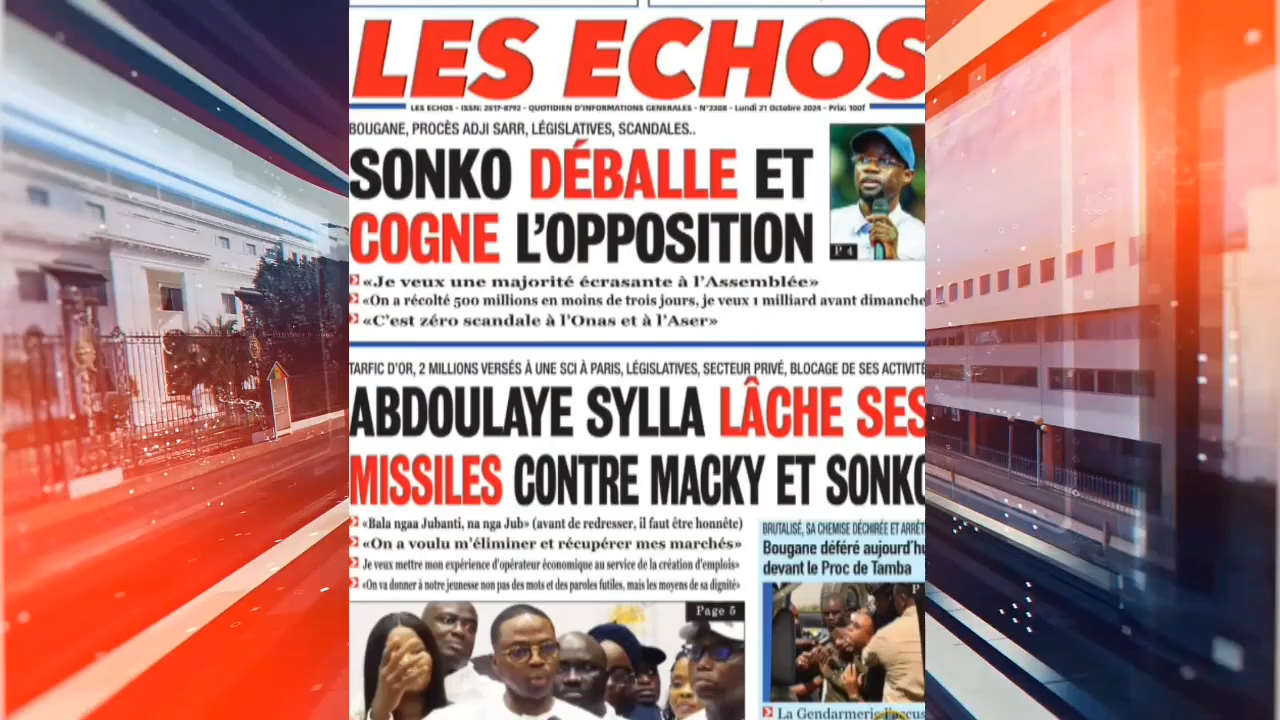 LES ECHOS
LES ECHOS - ISSN: 2517-8792 - QUOTIDIEN D'INFORMATIONS GENERALES - N°2308 - Lundi 21 Octobre 2024 - Prix: 100f
BOUGANE, PROCÈS ADJI SARR, LÉGISLATIVES, SCANDALES..
SONKO DÉBALLE ET
COGNE L'OPPOSITION
P 4
«Je veux une majorité écrasante à l'Assemblée»
«On a récolté 500 millions en moins de trois jours, je veux 1 milliard avant dimanche
«C'est zéro scandale à l'Onas et à l'Aser»
TARFIC D'OR, 2 MILLIONS VERSÉS À UNE SCI À PARIS, LÉGISLATIVES, SECTEUR PRIVÉ, BLOCAGE DE SES ACTIVITÉ
ABDOULAYE SYLLA LÂCHE SES
MISSILES CONTRE MACKY ET SONKO
«Bala ngaa Jubanti, na nga Jub» (avant de redresser, il faut être honnête)
«On a voulu m'éliminer et récupérer mes marchés»
Je veux mettre mon expérience d'opérateur économique au service de la création d'emplois»
«On va donner à notre jeunesse non pas des mots et des paroles futiles, mais les moyens de sa dignité»
Page 5
BRUTALISÉ, SA CHEMISE DÉCHIRÉE ET ARRÊT
Bougane déféré aujourd'hu
devant le Proc de Tamba
P
La Gendarmerie l'accus